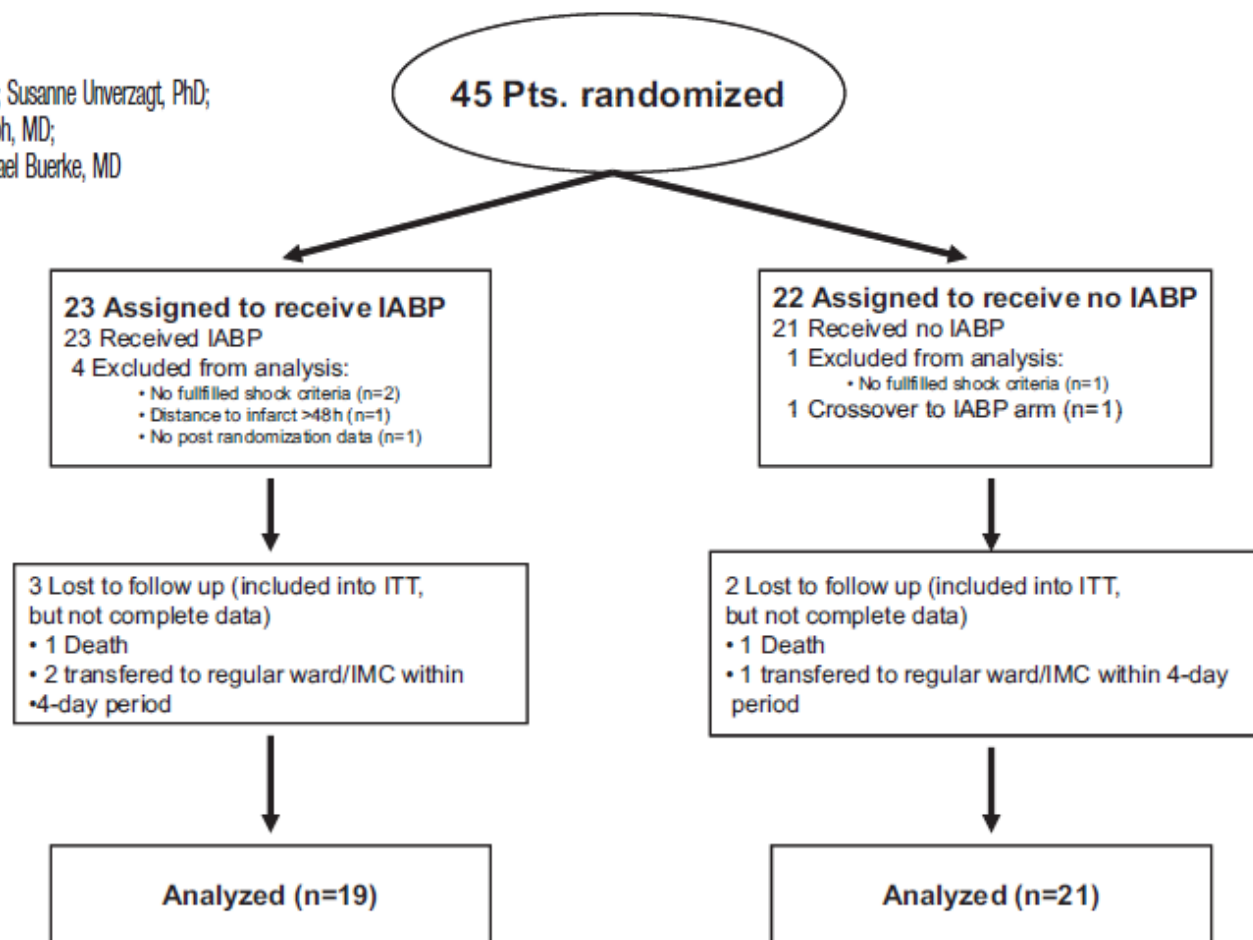 ; Susanne Unverzagt, PhD;
ph, MD;
ael Buerke, MD
45 Pts. randomized
23 Assigned to receive IABP
23 Received IABP
4 Excluded from analysis:
• No fullfilled shock criteria (n=2)
• Distance to infarct >48h (n=1)
• No post randomization data (n=1)
22 Assigned to receive no IABP
21 Received no IABP
1 Excluded from analysis:
• No fullfilled shock criteria (n=1)
1 Crossover to IABP arm (n=1)
3 Lost to follow up (included into ITT,
but not complete data)
• 1 Death
• 2 transfered to regular ward/IMC within
•4-day period
2 Lost to follow up (included into ITT,
but not complete data)
• 1 Death
• 1 transfered to regular ward/IMC within 4-day
period
Analyzed (n=19)
Analyzed (n=21)